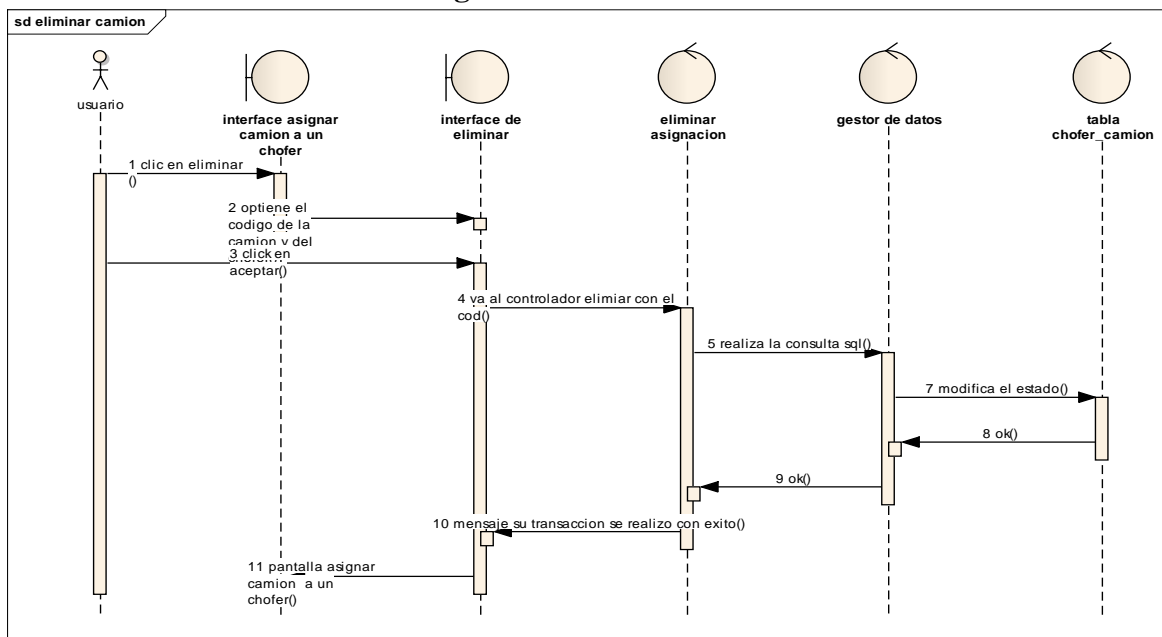 sd eliminar camion
usuario
interface asignar
camion a un
chofer
interface de
eliminar
eliminar
asignacion
gestor de datos
tabla
chofer_camion
1 clic en eliminar
()
2 optiene el
codigo de la
camion y del
3 click en
aceptar()
4 va al controlador elimiar con el
cod()
5 realiza la consulta sql()
7 modifica el estado()
8 ok()
9 ok()
10 mensaje su transaccion se realizo con exito()
11 pantalla asignar
camion a un
chofer()